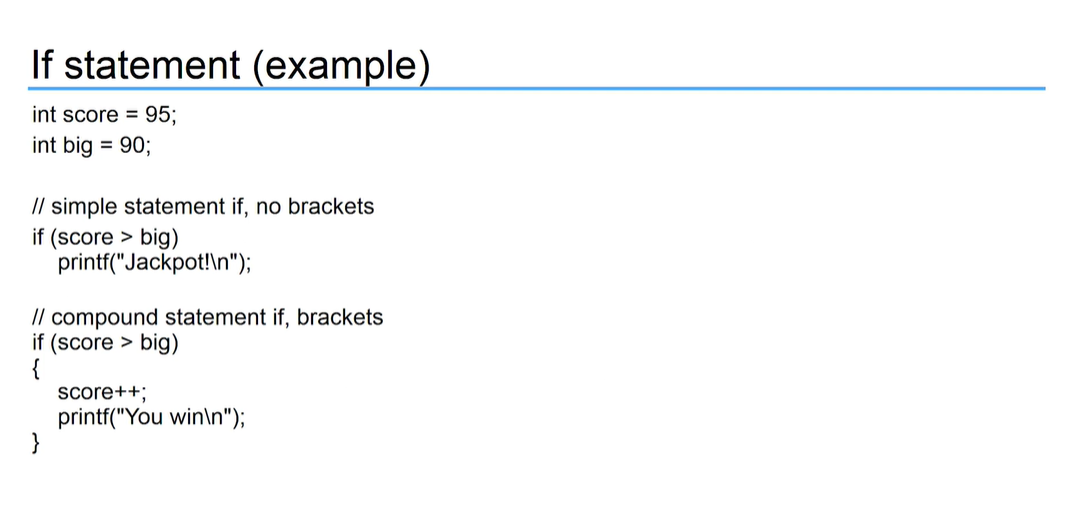 If statement (example)
int score = 95;
int big = 90;
// simple statement if, no brackets
if (score > big)
printf("Jackpot!\n");
// compound statement if, brackets
if (score > big)
{
score++;
printf("You win\n");
}